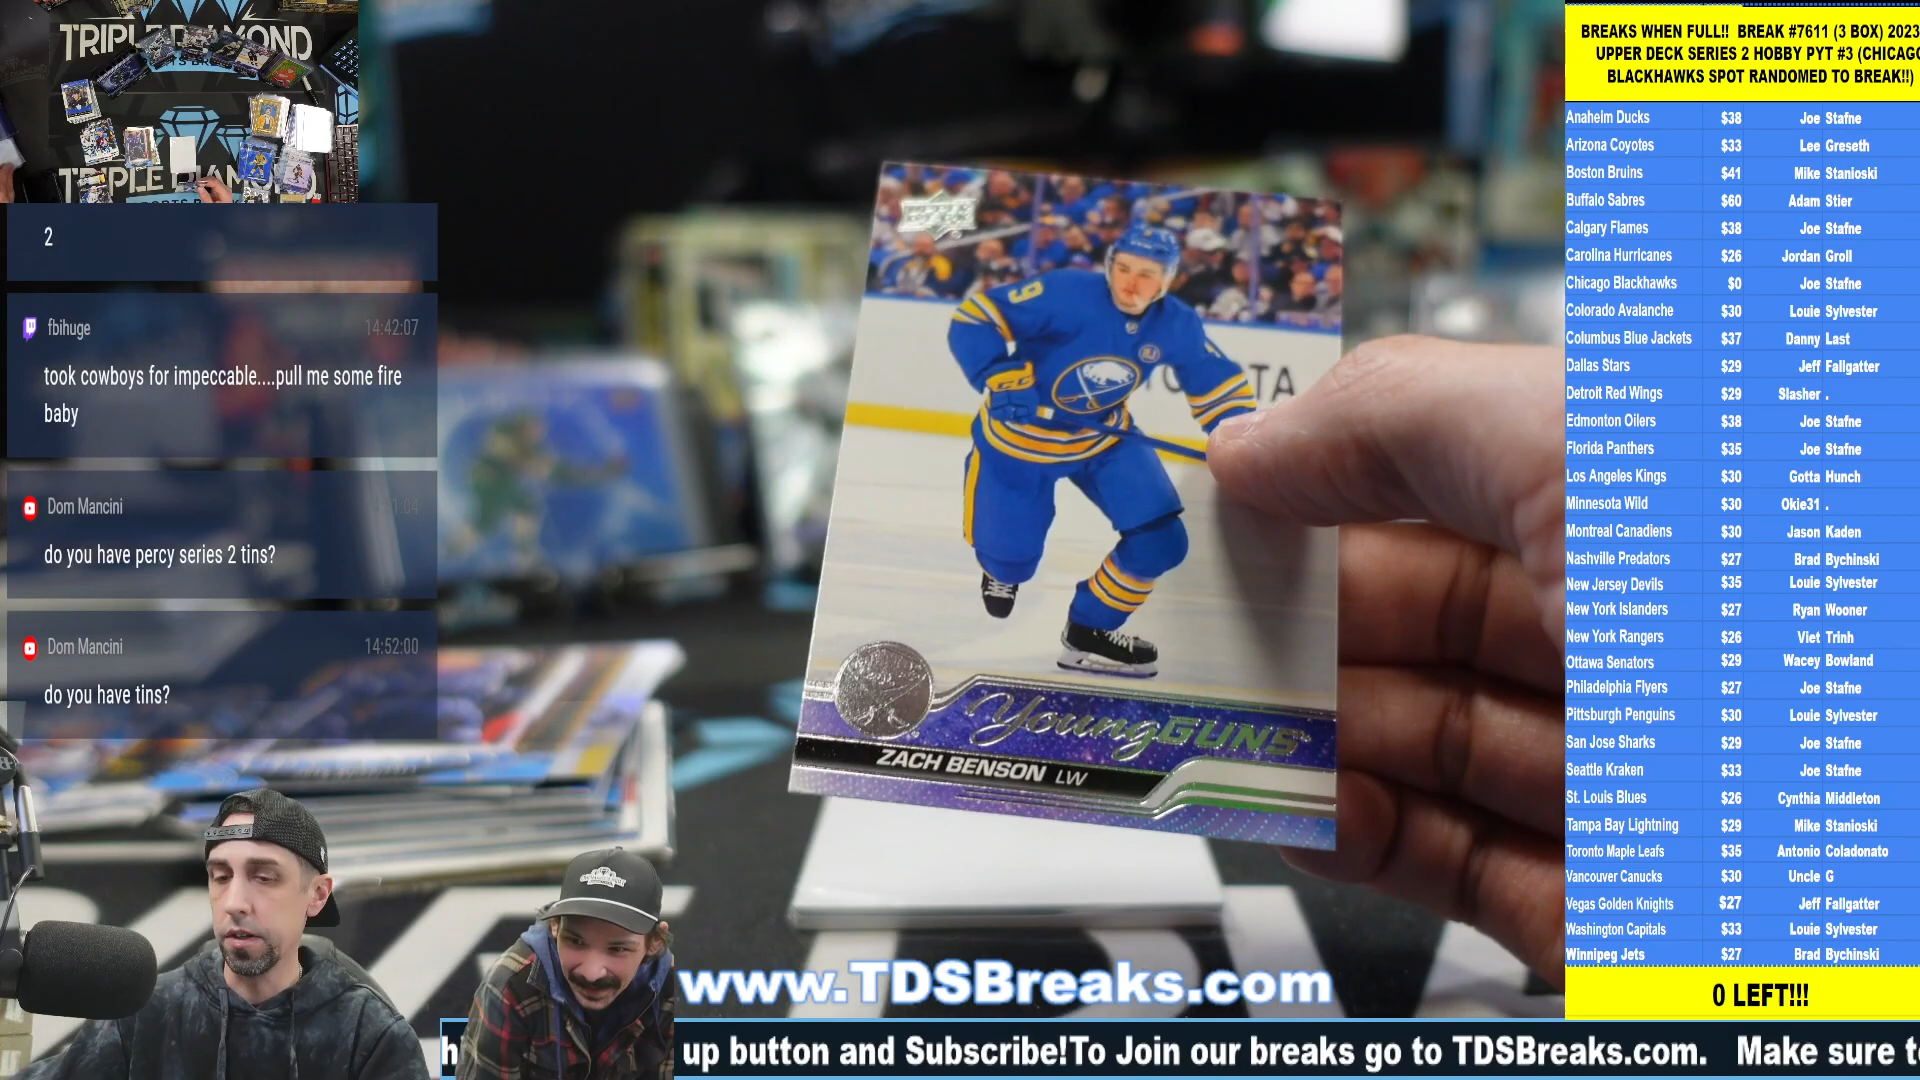 TRIPLE DIAMOND
TRIPLE DIAMOND
2
fbihuge 14:42:07
took cowboys for impeccable....pull me some fire
baby
Dom Mancini
do you have percy series 2 tins?
Dom Mancini 14:52:00
do you have tins?
9
UPPER DECK
TOYOTA
Young GUNS
ZACH BENSON LW
www.TDSBreaks.com
up button and Subscribe!To Join our breaks go to TDSBreaks.com. Make sure to
BREAKS WHEN FULL!! BREAK #7611 (3 BOX) 2023
UPPER DECK SERIES 2 HOBBY PYT #3 (CHICAGO
BLACKHAWKS SPOT RANDOMED TO BREAK!!)
Anaheim Ducks $38 Joe Stafne
Arizona Coyotes $33 Lee Greseth
Boston Bruins $41 Mike Stanioski
Buffalo Sabres $60 Adam Stier
Calgary Flames $38 Joe Stafne
Carolina Hurricanes $26 Jordan Groll
Chicago Blackhawks $0 Joe Stafne
Colorado Avalanche $30 Louie Sylvester
Columbus Blue Jackets $37 Danny Last
Dallas Stars $29 Jeff Fallgatter
Detroit Red Wings $29 Slasher .
Edmonton Oilers $38 Joe Stafne
Florida Panthers $35 Joe Stafne
Los Angeles Kings $30 Gotta Hunch
Minnesota Wild $30 Okie31 .
Montreal Canadiens $30 Jason Kaden
Nashville Predators $27 Brad Bychinski
New Jersey Devils $35 Louie Sylvester
New York Islanders $27 Ryan Wooner
New York Rangers $26 Viet Trinh
Ottawa Senators $29 Wacey Bowland
Philadelphia Flyers $27 Joe Stafne
Pittsburgh Penguins $30 Louie Sylvester
San Jose Sharks $29 Joe Stafne
Seattle Kraken $33 Joe Stafne
St. Louis Blues $26 Cynthia Middleton
Tampa Bay Lightning $29 Mike Stanioski
Toronto Maple Leafs $35 Antonio Coladonato
Vancouver Canucks $30 Uncle G
Vegas Golden Knights $27 Jeff Fallgatter
Washington Capitals $33 Louie Sylvester
Winnipeg Jets $27 Brad Bychinski
0 LEFT!!!